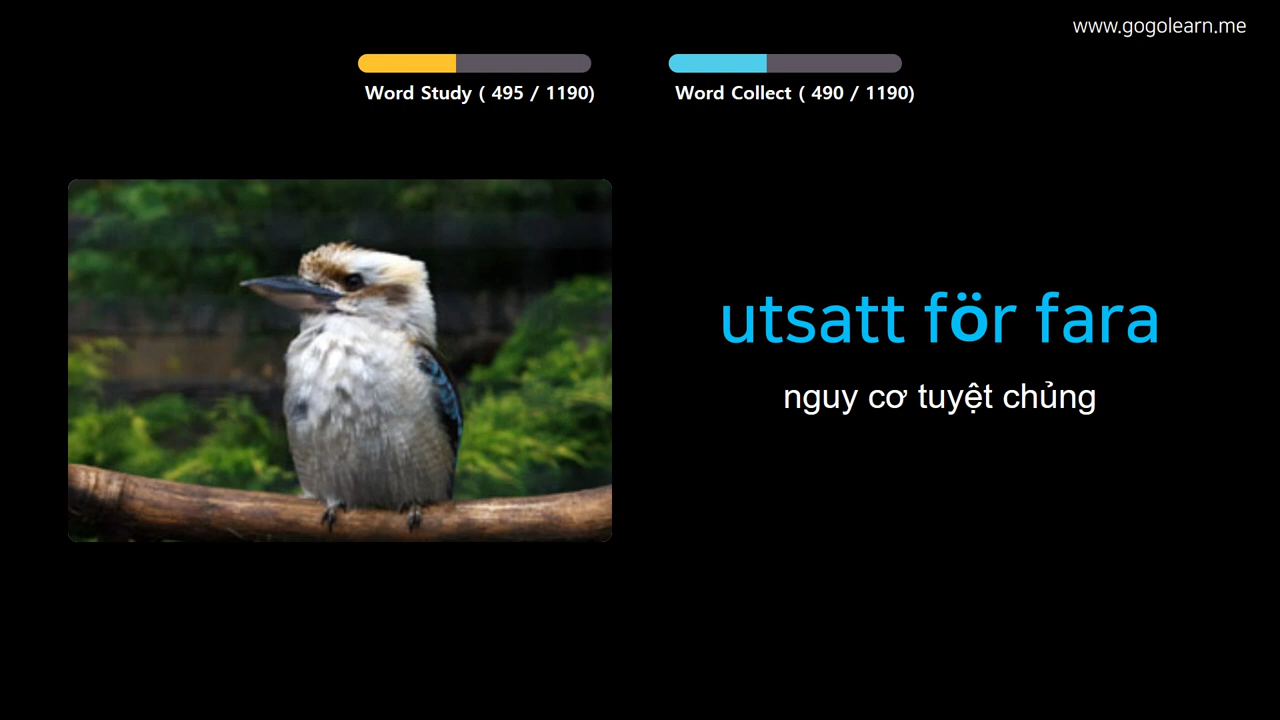 www.gogolearn.me
Word Study ( 495 / 1190)
Word Collect ( 490 / 1190)
utsatt för fara
nguy cơ tuyệt chủng